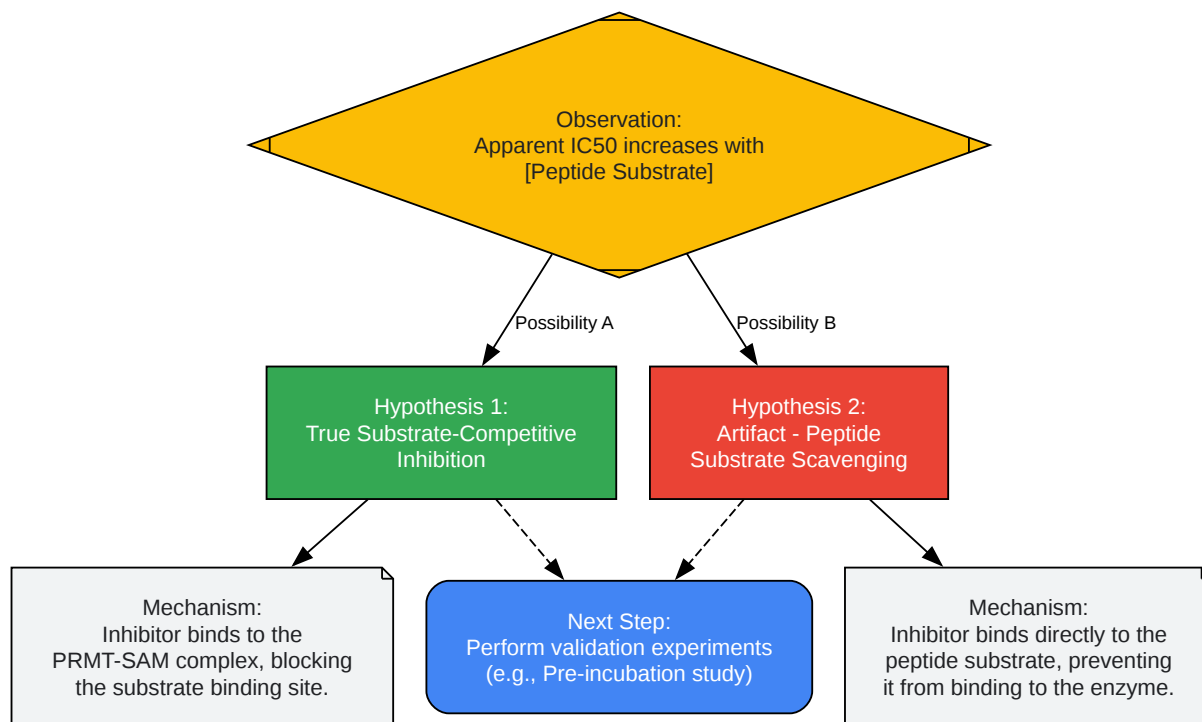 Observation:
Apparent IC50 increases with
[Peptide Substrate]
Possibility A
Possibility B
Hypothesis 1:
True Substrate-Competitive
Inhibition
Hypothesis 2:
Artifact - Peptide
Substrate Scavenging
Mechanism:
Inhibitor binds to the
PRMT-SAM complex, blocking
the substrate binding site.
Next Step:
Perform validation experiments
(e.g., Pre-incubation study)
Mechanism:
Inhibitor binds directly to the
peptide substrate, preventing
it from binding to the enzyme.